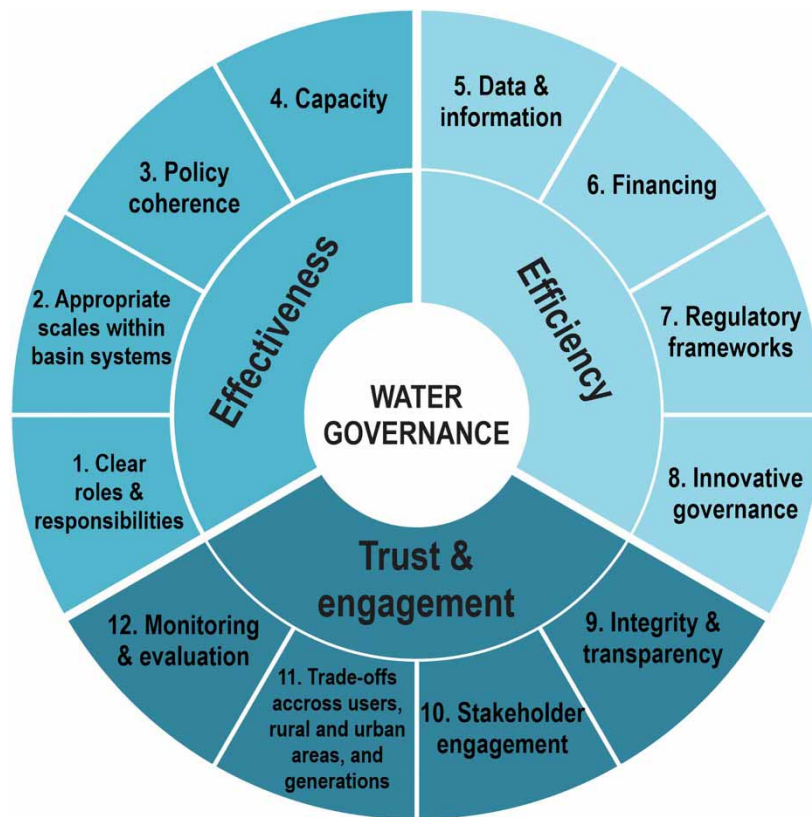 WATER
GOVERNANCE
Effectiveness
1. Clear
roles &
responsibilities
2. Appropriate
scales within
basin systems
3. Policy
coherence
4. Capacity
Efficiency
5. Data &
information
6. Financing
7. Regulatory
frameworks
8. Innovative
governance
Trust &
engagement
9. Integrity &
transparency
10. Stakeholder
engagement
11. Trade-offs
accross users,
rural and urban
areas, and
generations
12. Monitoring
& evaluation